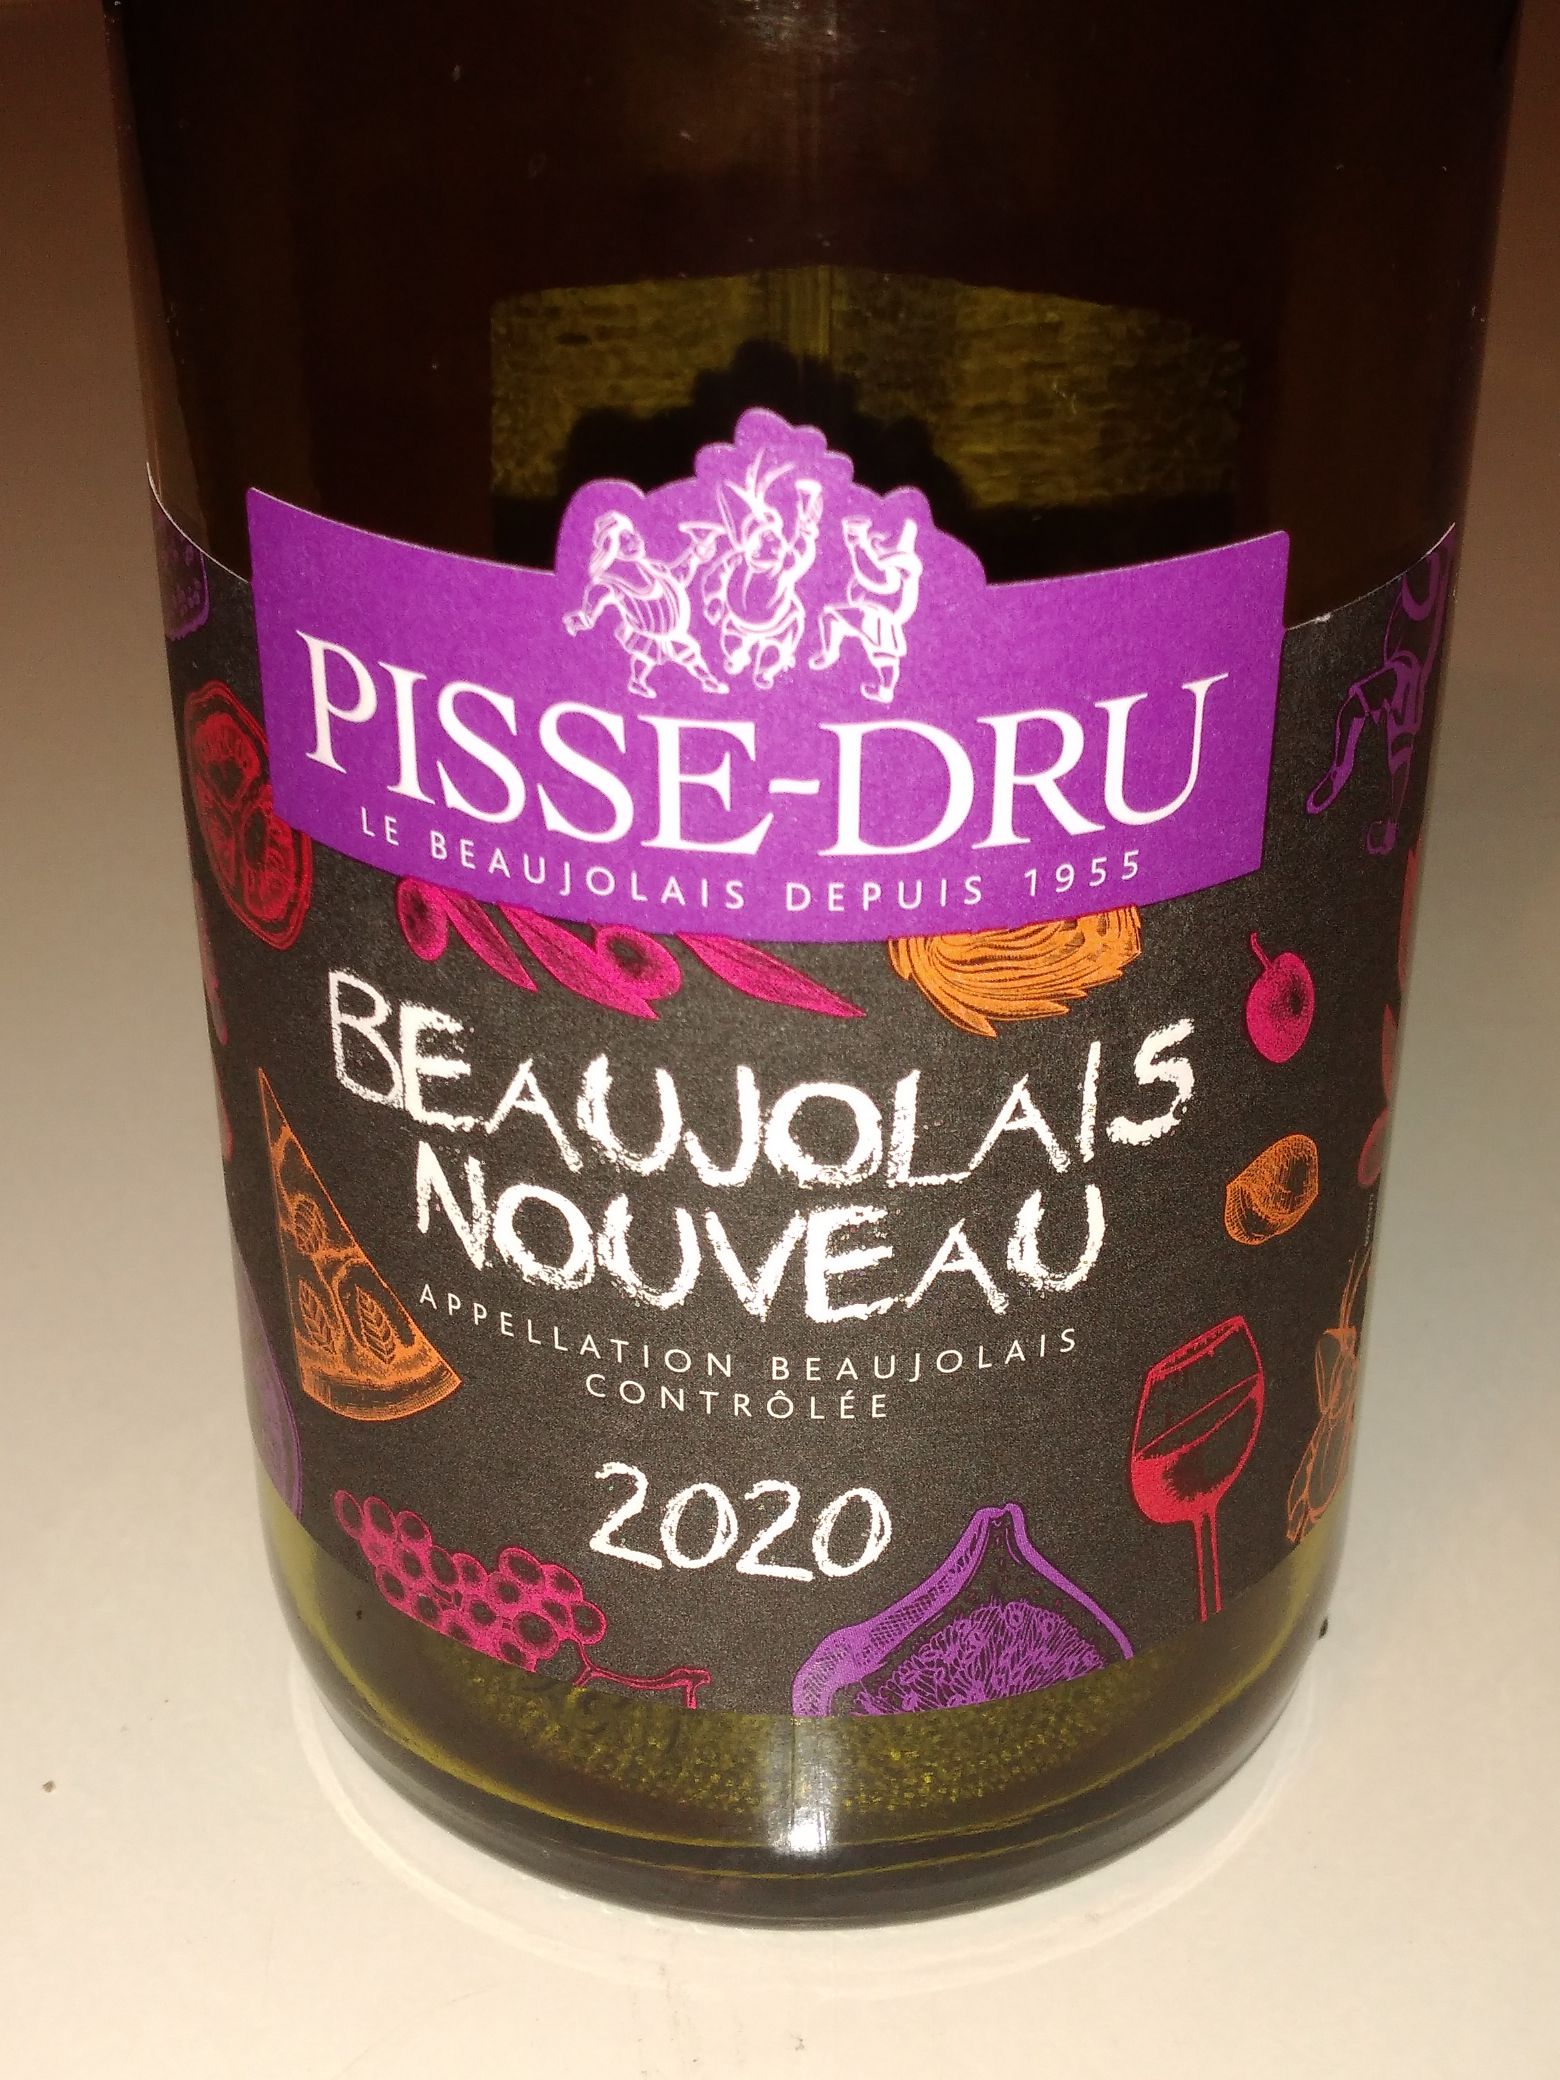 PISSE-DRU
LE BEAUJOLAIS DEPUIS 1955
BEAUJOLAIS
NOUVEAU
APPELLATION BEAUJOLAIS
CONTRÔLÉE
2020